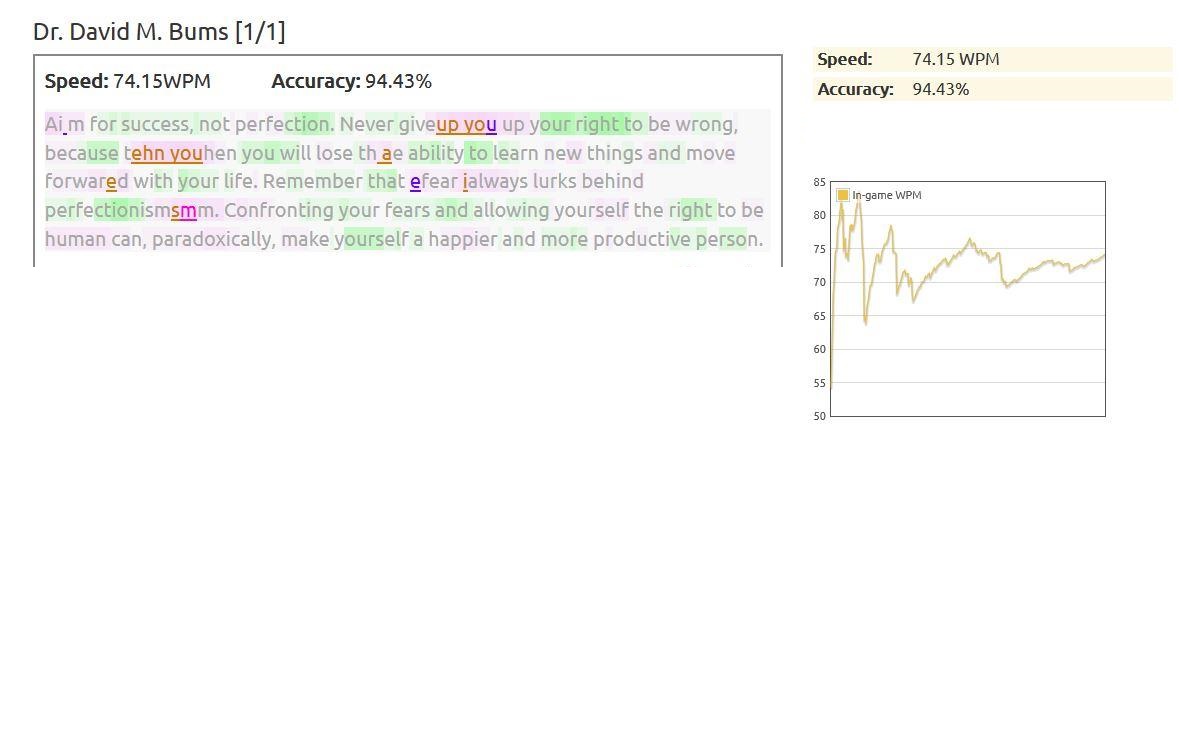 Dr. David M. Bums [1/1]
Speed: 74.15WPM Accuracy: 94.43%
Ai m for success, not perfection. Never giveup you up your right to be wrong,
because tehn youhen you will lose th ae ability to learn new things and move
forwared with your life. Remember that efear ialways lurks behind
perfectionismsmm. Confronting your fears and allowing yourself the right to be
human can, paradoxically, make yourself a happier and more productive person.
Speed: 74.15 WPM
Accuracy: 94.43%
85
In-game WPM
80
75
70
65
60
55
50